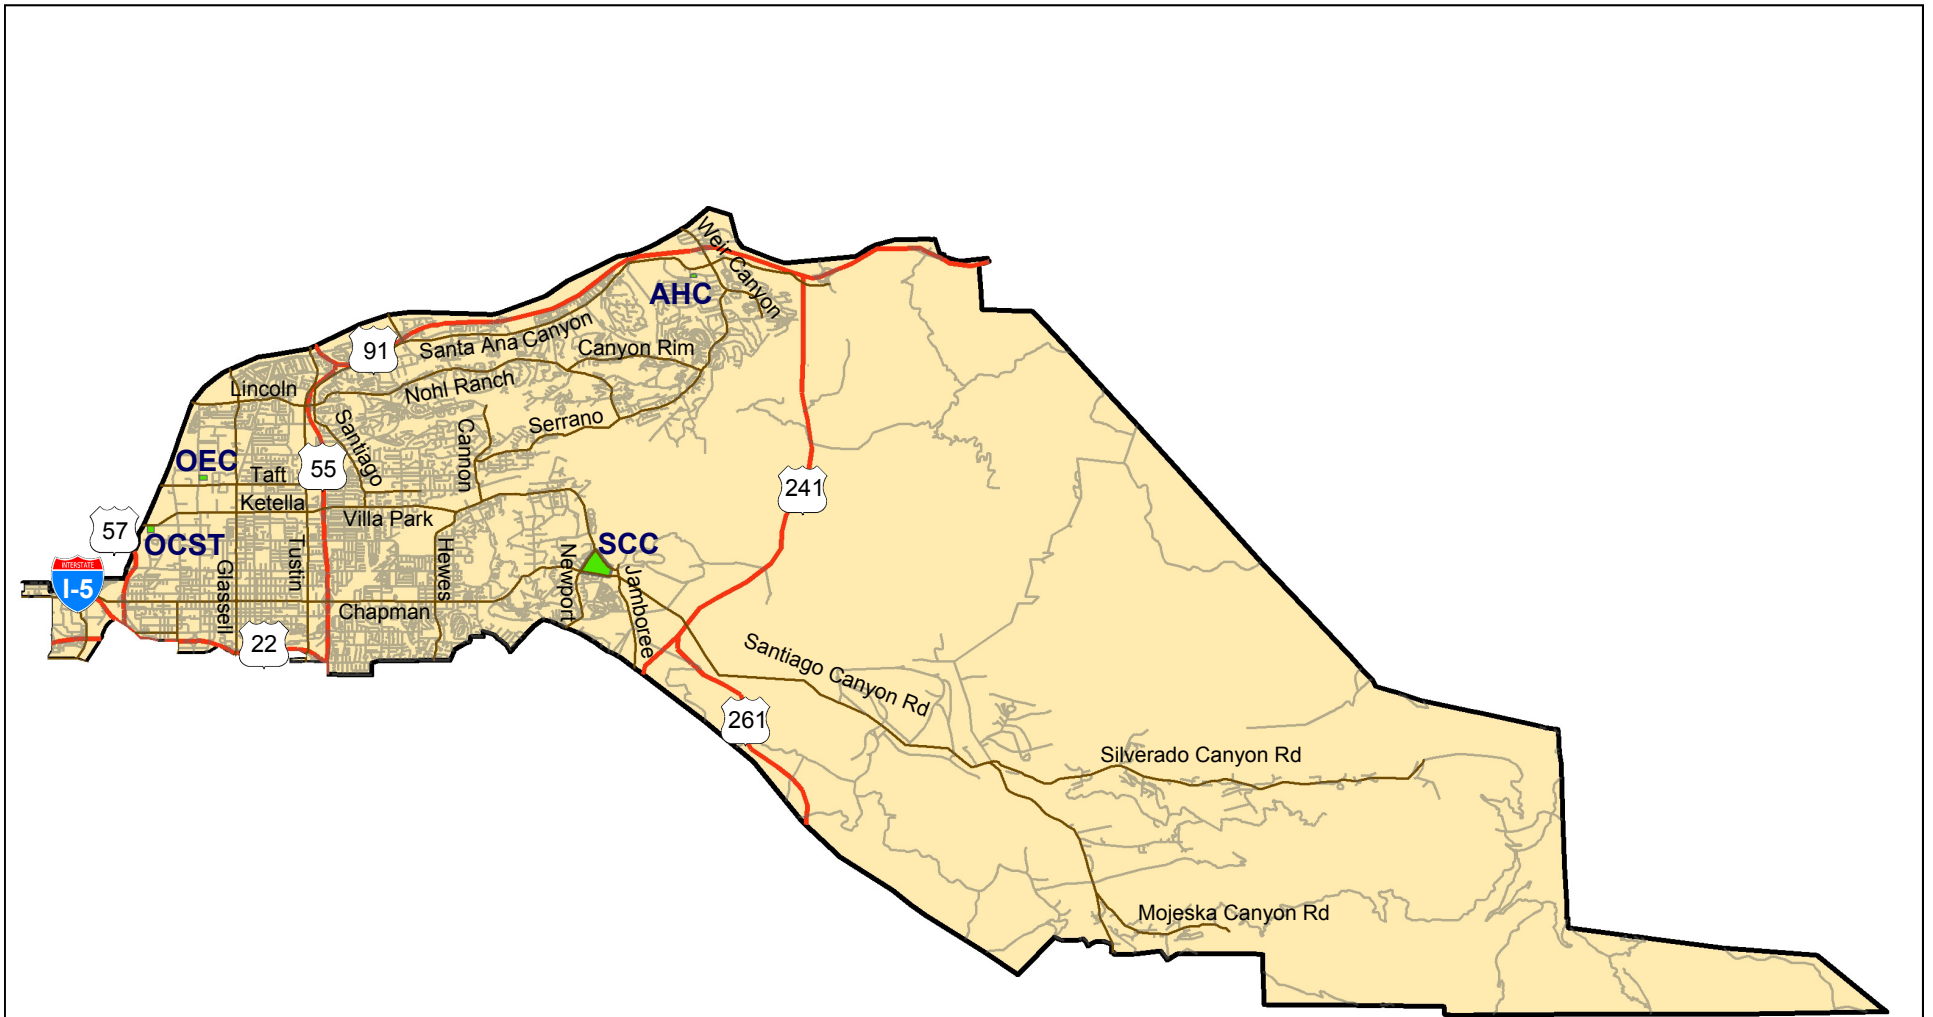 Weir Canyon
AHC
91
Santa Ana Canyon
Canyon Rim
Lincoln
Nohl Ranch
Santiago
Cannon
Serrano
OEC
Taft
55
241
Ketella
Villa Park
57
OCST
SCC
Tustin
Hewes
Newport
Jamboree
INTERSTATE
I-5
Glassell
Chapman
22
Santiago Canyon Rd
261
Silverado Canyon Rd
Mojeska Canyon Rd